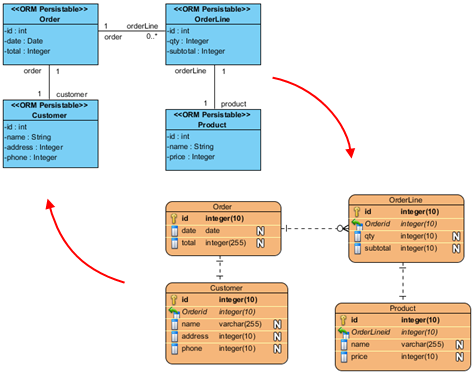 <<ORM Persistable>>
Order
-id : int
-date : Date
-total : Integer
1
orderLine
order
0..*
<<ORM Persistable>>
OrderLine
-id : int
-qty : Integer
-subtotal : Integer
order
1
1
customer
<<ORM Persistable>>
Customer
-id : int
-name : String
-address : Integer
-phone : Integer
orderLine
1
1
product
<<ORM Persistable>>
Product
-id : int
-name : String
-price : Integer
Order
id integer(10)
date date N
total integer(255) N
OrderLine
id integer(10)
Orderid integer(10)
qty integer(10) N
subtotal integer(10) N
Customer
id integer(10)
Orderid integer(10)
name varchar(255) N
address integer(10) N
phone integer(10) N
Product
id integer(10)
OrderLineid integer(10)
name varchar(255) N
price integer(10) N